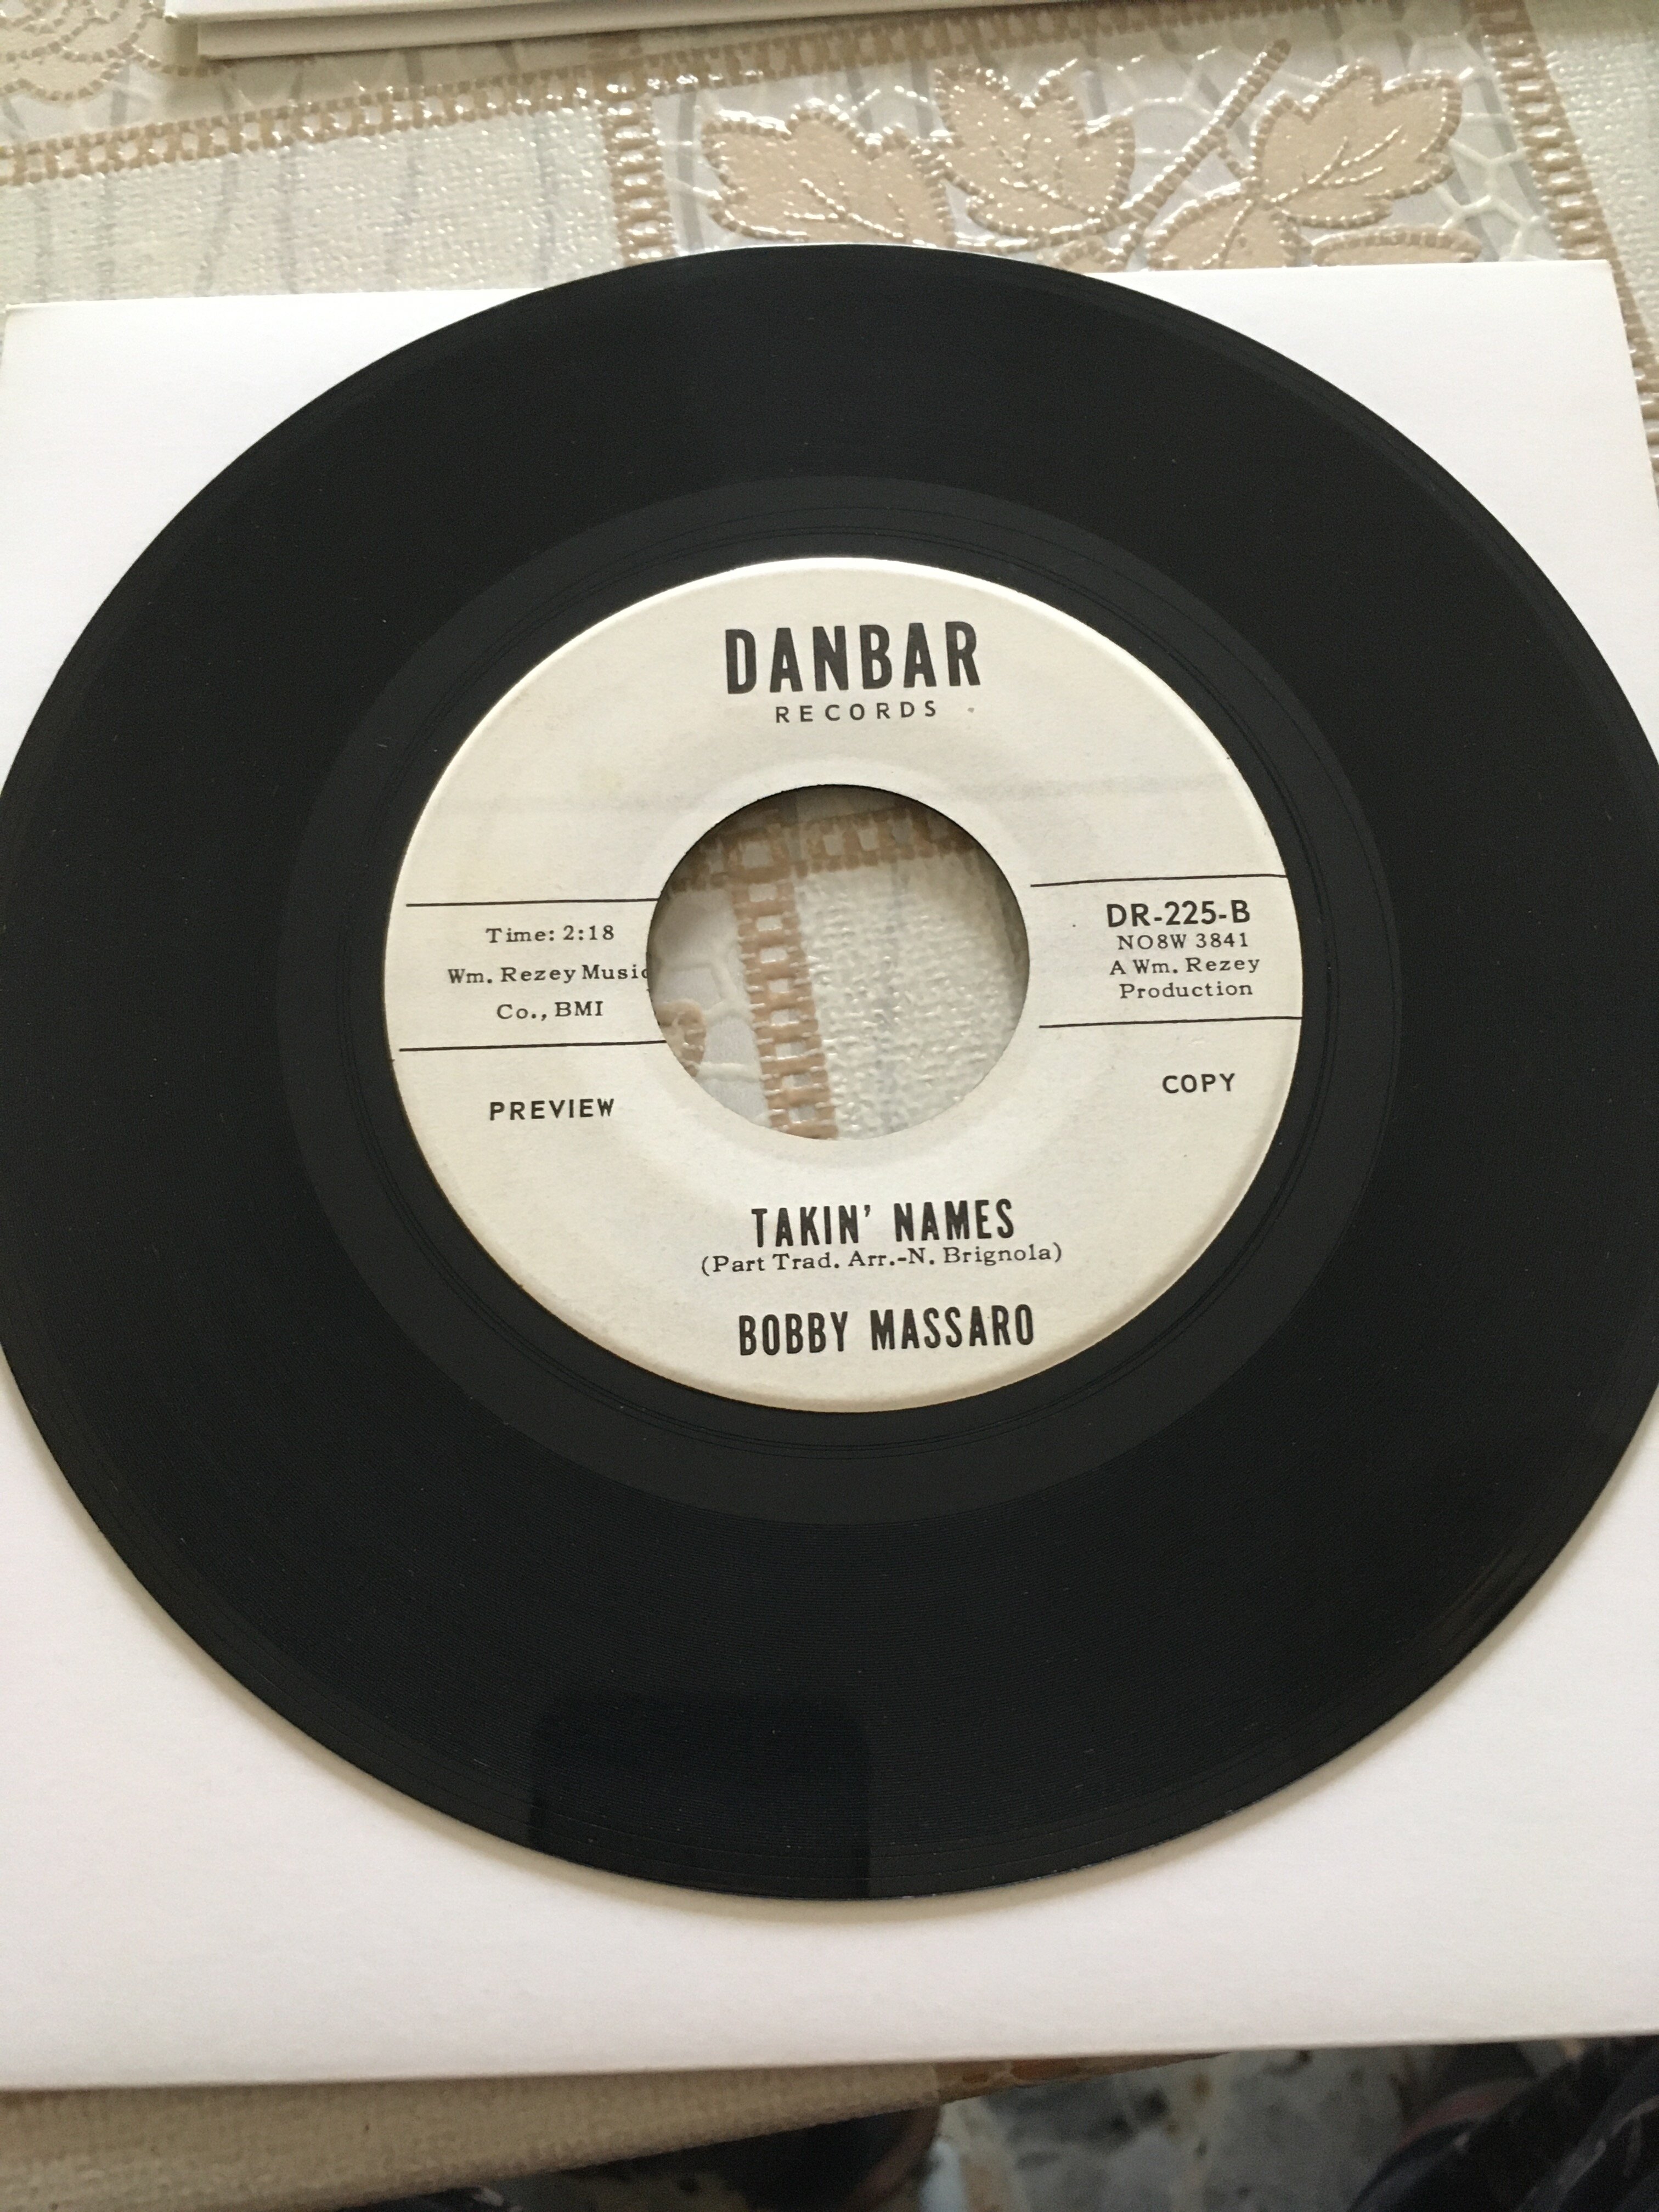 DANBAR
RECORDS
Time: 2:18
Wm. Rezey Music
Co., BMI
DR-225-B
NO8W 3841
A Wm. Rezey
Production
PREVIEW
COPY
TAKIN' NAMES
(Part Trad. Arr.-N. Brignola)
BOBBY MASSARO